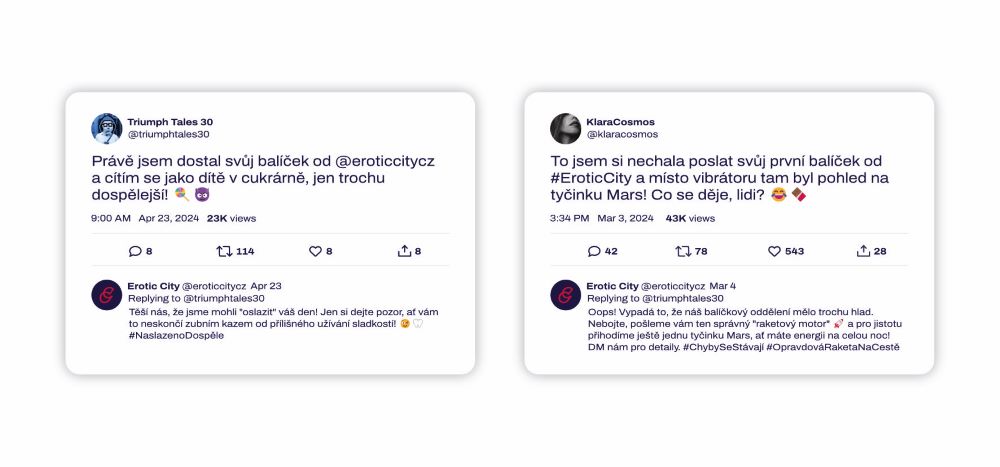 Triumph Tales 30
@triumphtales30
Právě jsem dostal svůj balíček od @eroticcitycz
a cítím se jako dítě v cukrárně, jen trochu
dospělejší! 🍭 😈
9:00 AM Apr 23, 2024 23K views
8 114 8 8
Erotic City @eroticcitycz Apr 23
Replying to @triumphtales30
Těší nás, že jsme mohli "oslazit" váš den! Jen si dejte pozor, ať vám
to neskončí zubním kazem od přílišného užívání sladkostí! 😜 🦷
#NaslazenoDospěle
KlaraCosmos
@klaracosmos
To jsem si nechala poslat svůj první balíček od
#EroticCity a místo vibrátoru tam byl pohled na
tyčinku Mars! Co se děje, lidi? 😂 🍫
3:34 PM Mar 3, 2024 43K views
42 78 543 28
Erotic City @eroticcitycz Mar 4
Replying to @triumphtales30
Oops! Vypadá to, že náš balíčkový oddělení mělo trochu hlad.
Nebojte, pošleme vám ten správný "raketový motor" 🚀 a pro jistotu
přihodíme ještě jednu tyčinku Mars, ať máte energii na celou noc!
DM nám pro detaily. #ChybySeStávají #OpravdováRaketaNaCestě